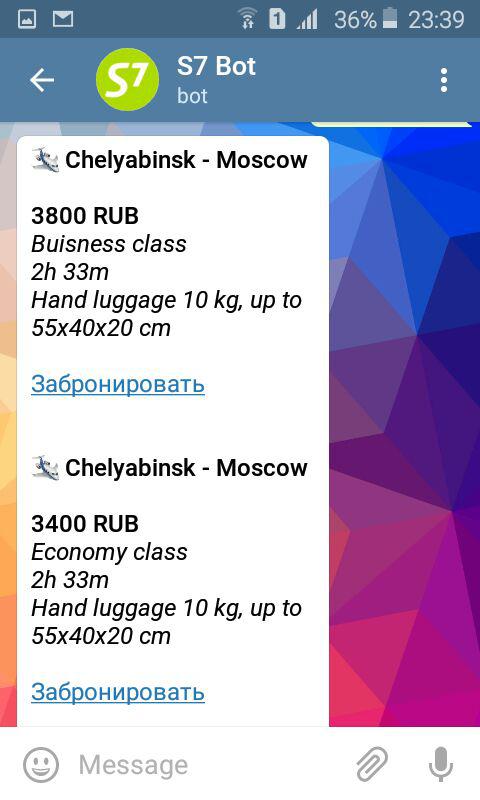 36% 23:39
S7 S7 Bot
bot
Chelyabinsk - Moscow
3800 RUB
Buisness class
2h 33m
Hand luggage 10 kg, up to
55x40x20 cm
Забронировать
Chelyabinsk - Moscow
3400 RUB
Economy class
2h 33m
Hand luggage 10 kg, up to
55x40x20 cm
Забронировать
Message